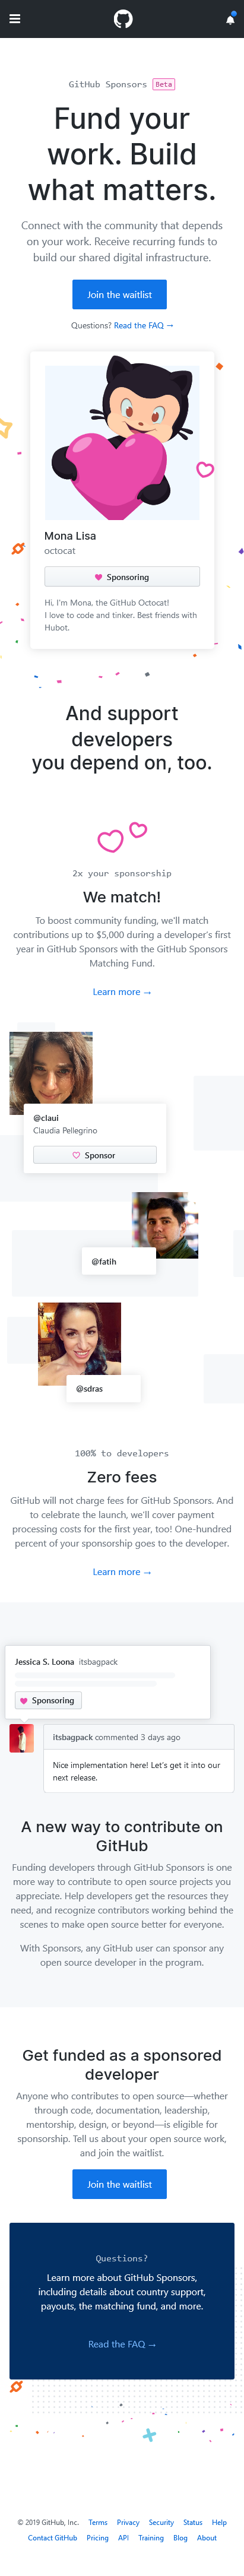 GitHub Sponsors Beta
Fund your
work. Build
what matters.
Connect with the community that depends
on your work. Receive recurring funds to
build our shared digital infrastructure.
Join the waitlist
Questions? Read the FAQ →
Mona Lisa
octocat
Sponsoring
Hi, I'm Mona, the GitHub Octocat!
I love to code and tinker. Best friends with
Hubot.
And support
developers
you depend on, too.
2x your sponsorship
We match!
To boost community funding, we'll match
contributions up to $5,000 during a developer's first
year in GitHub Sponsors with the GitHub Sponsors
Matching Fund.
Learn more →
@claui
Claudia Pellegrino
Sponsor
@fatih
@sdras
100% to developers
Zero fees
GitHub will not charge fees for GitHub Sponsors. And
to celebrate the launch, we'll cover payment
processing costs for the first year, too! One-hundred
percent of your sponsorship goes to the developer.
Learn more →
Jessica S. Loona itsbagpack
Sponsoring
itsbagpack commented 3 days ago
Nice implementation here! Let's get it into our
next release.
A new way to contribute on
GitHub
Funding developers through GitHub Sponsors is one
more way to contribute to open source projects you
appreciate. Help developers get the resources they
need, and recognize contributors working behind the
scenes to make open source better for everyone.
With Sponsors, any GitHub user can sponsor any
open source developer in the program.
Get funded as a sponsored
developer
Anyone who contributes to open source—whether
through code, documentation, leadership,
mentorship, design, or beyond—is eligible for
sponsorship. Tell us about your open source work,
and join the waitlist.
Join the waitlist
Questions?
Learn more about GitHub Sponsors,
including details about country support,
payouts, the matching fund, and more.
Read the FAQ →
© 2019 GitHub, Inc. Terms Privacy Security Status Help
Contact GitHub Pricing API Training Blog About